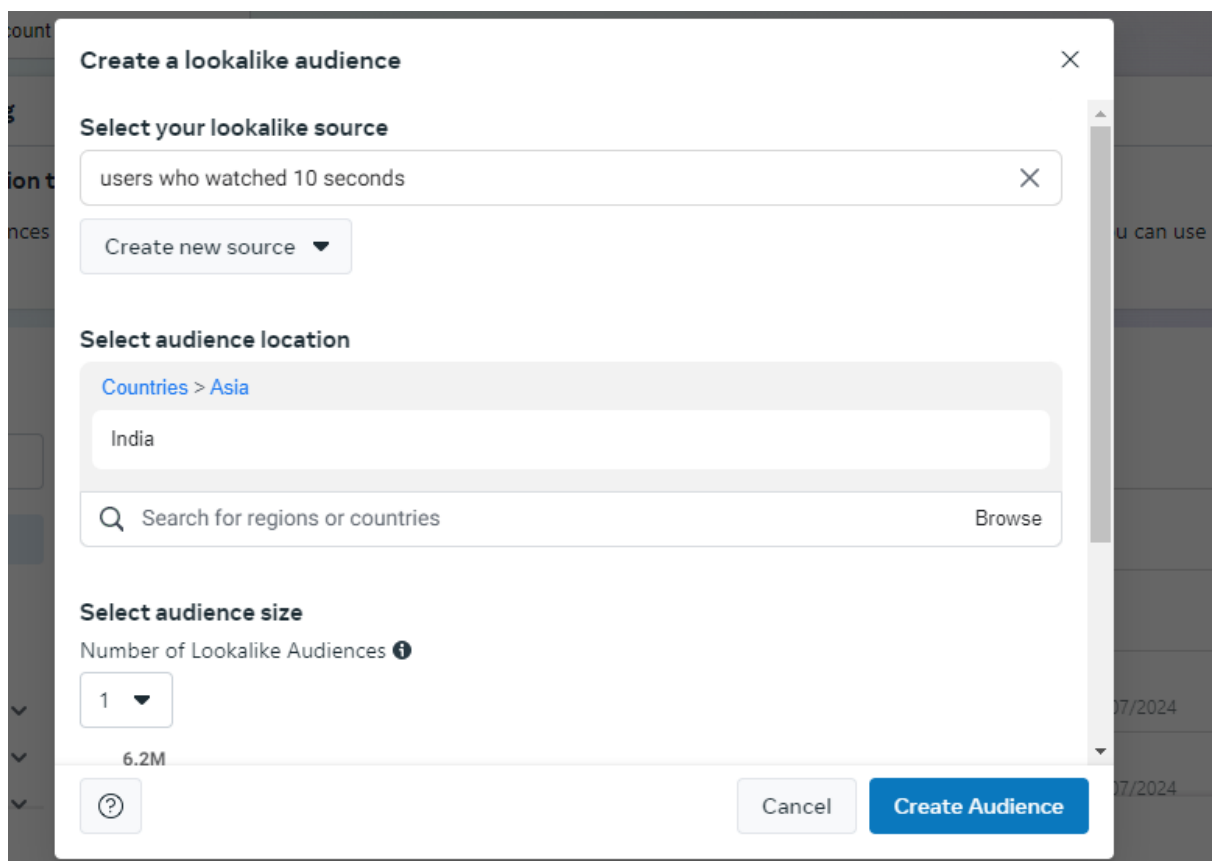 count
Create a lookalike audience
g
Select your lookalike source
ion t
users who watched 10 seconds
nces
u can use
Create new source
Select audience location
Countries > Asia
India
Search for regions or countries
Browse
Select audience size
Number of Lookalike Audiences
1
07/2024
6.2M
07/2024
Cancel
Create Audience